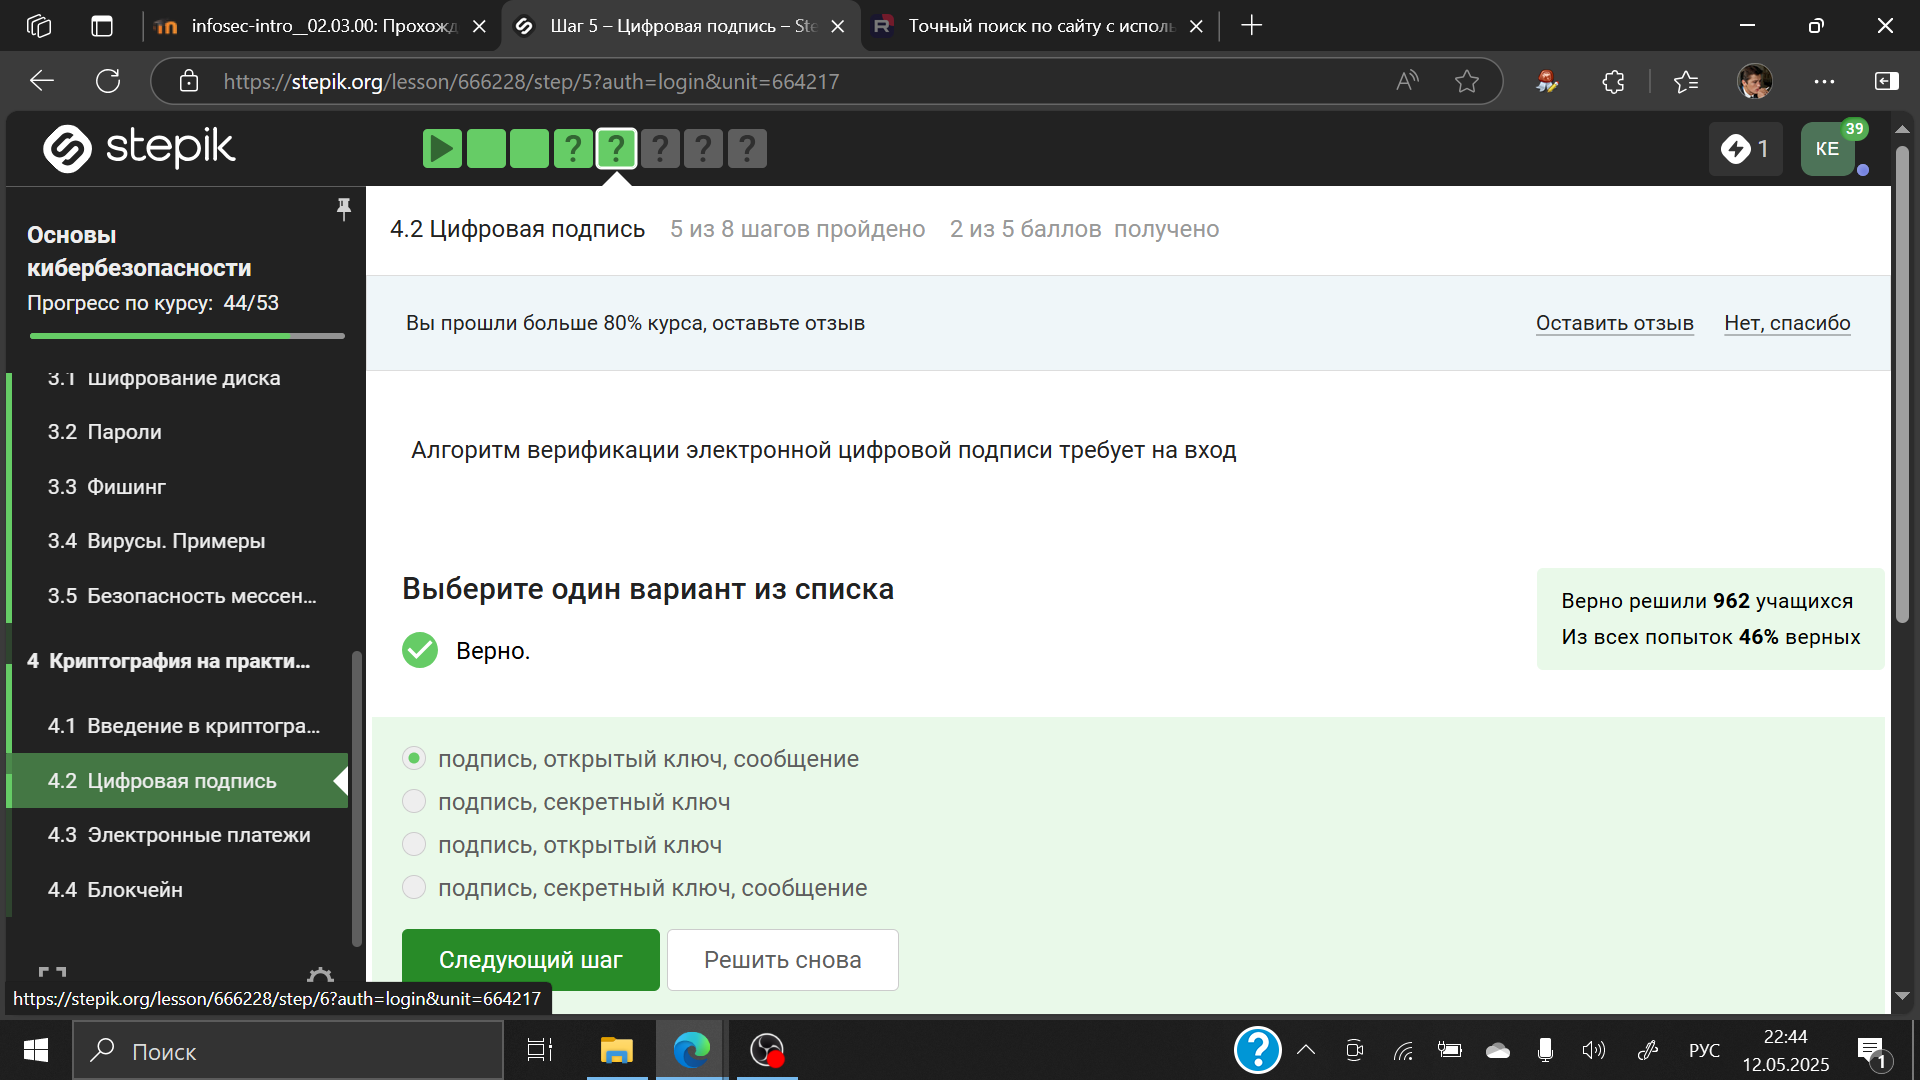 infosec-intro__02.03.00: Прохожд
Шаг 5 – Цифровая подпись – Ste
Точный поиск по сайту с исполь
https://stepik.org/lesson/666228/step/5?auth=login&unit=664217
stepik
? ? ? ? ?
1
KE
39
Основы
кибербезопасности
Прогресс по курсу: 44/53
3.1 Шифрование диска
3.2 Пароли
3.3 Фишинг
3.4 Вирусы. Примеры
3.5 Безопасность мессен...
4 Криптография на практи...
4.1 Введение в криптогра...
4.2 Цифровая подпись
4.3 Электронные платежи
4.4 Блокчейн
4.2 Цифровая подпись 5 из 8 шагов пройдено 2 из 5 баллов получено
Вы прошли больше 80% курса, оставьте отзыв
Оставить отзыв
Нет, спасибо
Алгоритм верификации электронной цифровой подписи требует на вход
Выберите один вариант из списка
Верно.
Верно решили 962 учащихся
Из всех попыток 46% верных
подпись, открытый ключ, сообщение
подпись, секретный ключ
подпись, открытый ключ
подпись, секретный ключ, сообщение
Следующий шаг
Решить снова
https://stepik.org/lesson/666228/step/6?auth=login&unit=664217
Поиск
?
РУС
22:44
12.05.2025
1